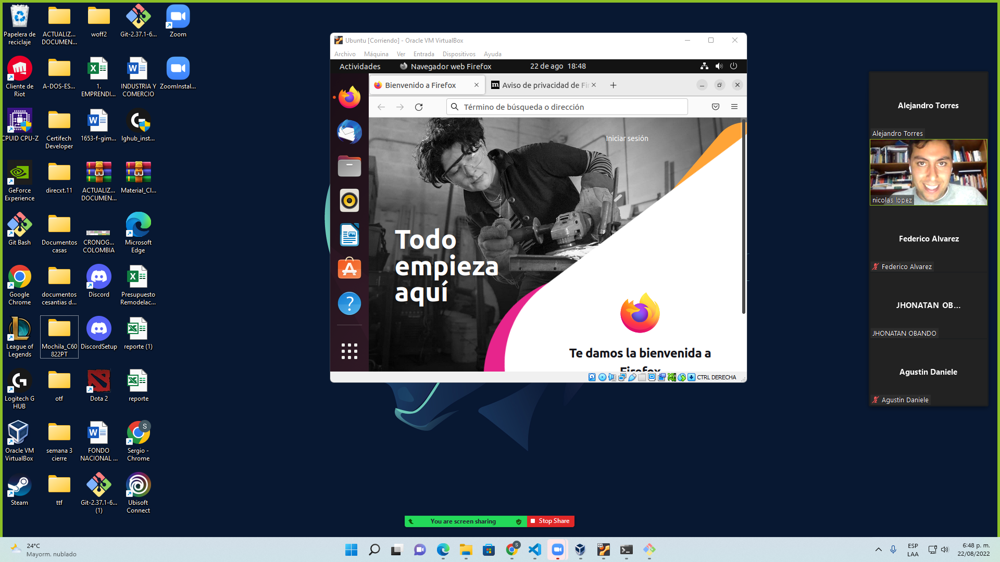 Papelera de
reciclaje
ACTUALIZ...
DOCUMEN...
woff2
Git-2.37.1-6...
Zoom
Cliente de
Riot
A-DOS-ES...
1.
EMPRENDI...
INDUSTRIA Y
COMERCIO
ZoomInstal...
CPUID CPU-Z
Certifech
Developer
1653-f-gim...
lghub_inst...
GeForce
Experience
direcxt.11
ACTUALIZ...
DOCUMEN...
Material_Cl...
Git Bash
Documentos
casas
CRONOG...
COLOMBIA
Microsoft
Edge
Google
Chrome
documentos
cesantias d...
Discord
Presupuesto
Remodelac...
League of
Legends
Mochila_C60
822PT
DiscordSetup
reporte (1)
Logitech G
HUB
otf
Dota 2
reporte
Oracle VM
VirtualBox
semana 3
cierre
FONDO
NACIONAL ...
Sergio -
Chrome
Steam
ttf
Git-2.37.1-6...
(1)
Ubisoft
Connect
Ubuntu [Corriendo] - Oracle VM VirtualBox
Archivo Máquina Ver Entrada Dispositivos Ayuda
Actividades Navegador web Firefox 22 de ago 18:48
Bienvenido a Firefox Aviso de privacidad de Fi
Término de búsqueda o dirección
Iniciar sesión
Todo
empieza
aquí
Te damos la bienvenida a
Firefox
CTRL DERECHA
Alejandro Torres
Alejandro Torres
nicolas lopez
Federico Alvarez
Federico Alvarez
JHONATAN OB...
JHONATAN OBANDO
Agustin Daniele
Agustin Daniele
You are screen sharing Stop Share
24°C
Mayorm. nublado
ESP
LAA
6:48 p. m.
22/08/2022